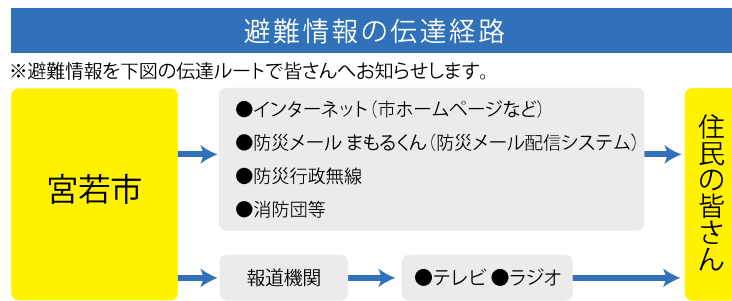 避難情報の伝達経路
※避難情報を下図の伝達ルートで皆さんへお知らせします。
宮若市
●インターネット（市ホームページなど）
●防災メール まもるくん（防災メール配信システム）
●防災行政無線
●消防団等
報道機関
●テレビ ●ラジオ
住民の皆さん